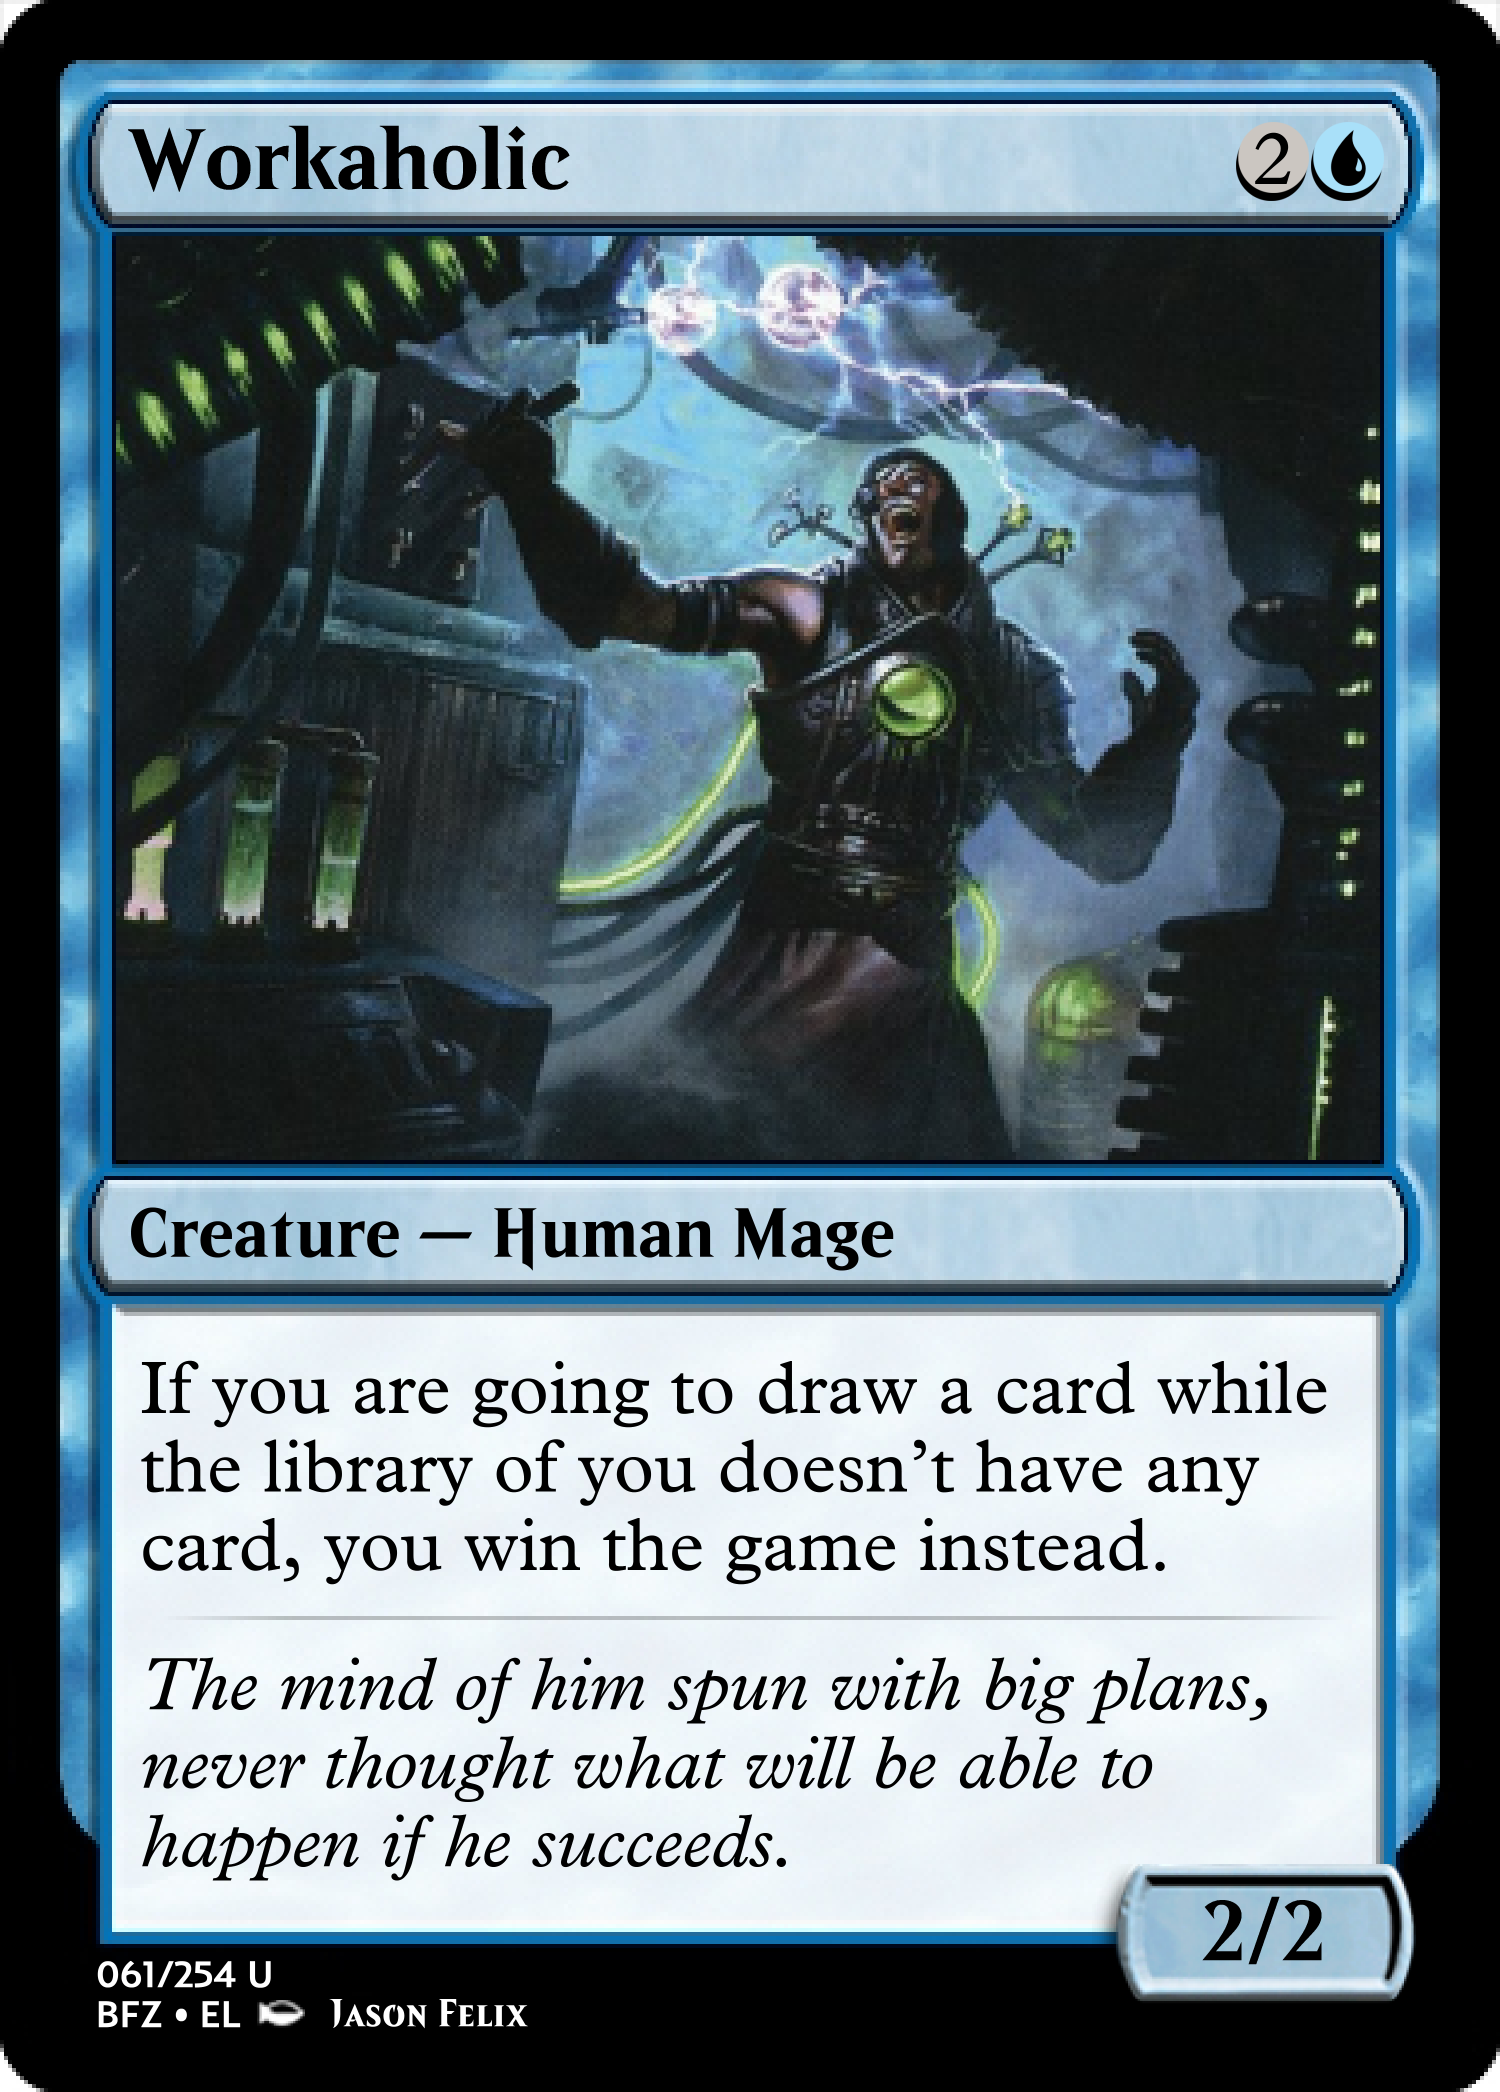 Workaholic 2
Creature — Human Mage
If you are going to draw a card while
the library of you doesn't have any
card, you win the game instead.
The mind of him spun with big plans,
never thought what will be able to
happen if he succeeds.
2/2
061/254 U
BFZ • EL Jason Felix